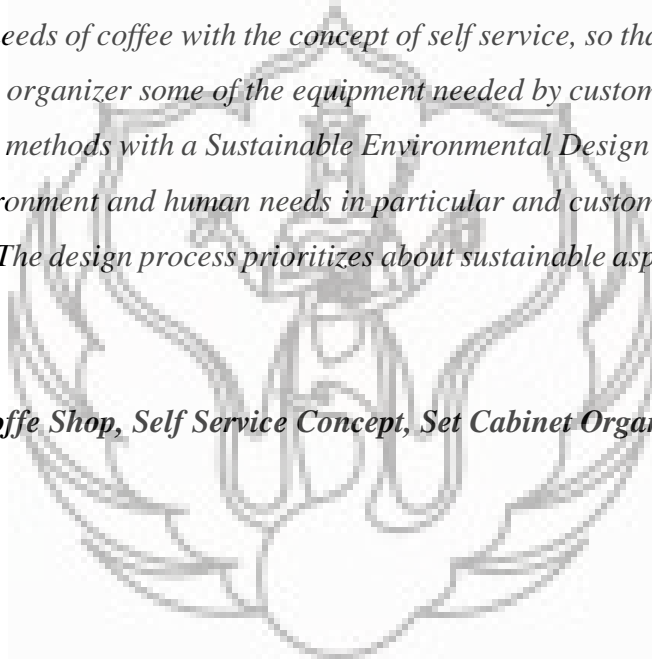 eeds of coffee with the concept of self service, so tha
organizer some of the equipment needed by custom
methods with a Sustainable Environmental Design
ronment and human needs in particular and custom
The design process prioritizes about sustainable asp
offe Shop, Self Service Concept, Set Cabinet Organ